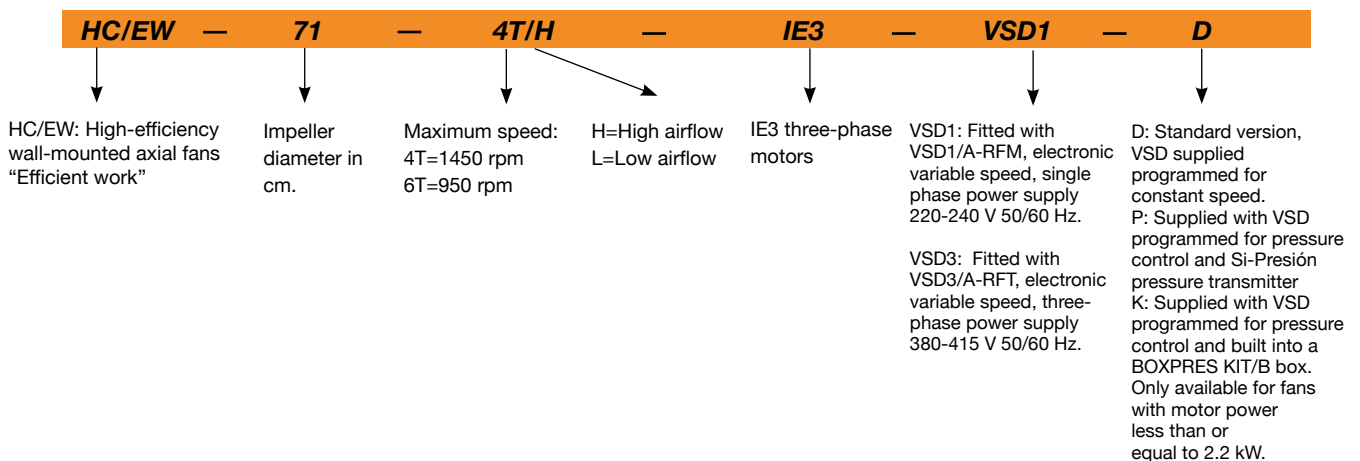 HC/EW — 71 — 4T/H — IE3 — VSD1 — D
HC/EW: High-efficiency
wall-mounted axial fans
“Efficient work”
Impeller
diameter in
cm.
Maximum speed:
4T=1450 rpm
6T=950 rpm
H=High airflow
L=Low airflow
IE3 three-phase
motors
VSD1: Fitted with
VSD1/A-RFM, electronic
variable speed, single
phase power supply
220-240 V 50/60 Hz.
VSD3: Fitted with
VSD3/A-RFT, electronic
variable speed, three-
phase power supply
380-415 V 50/60 Hz.
D: Standard version,
VSD supplied
programmed for
constant speed.
P: Supplied with VSD
programmed for pressure
control and Si-Presión
pressure transmitter
K: Supplied with VSD
programmed for pressure
control and built into a
BOXPRES KIT/B box.
Only available for fans
with motor power
less than or
equal to 2.2 kW.